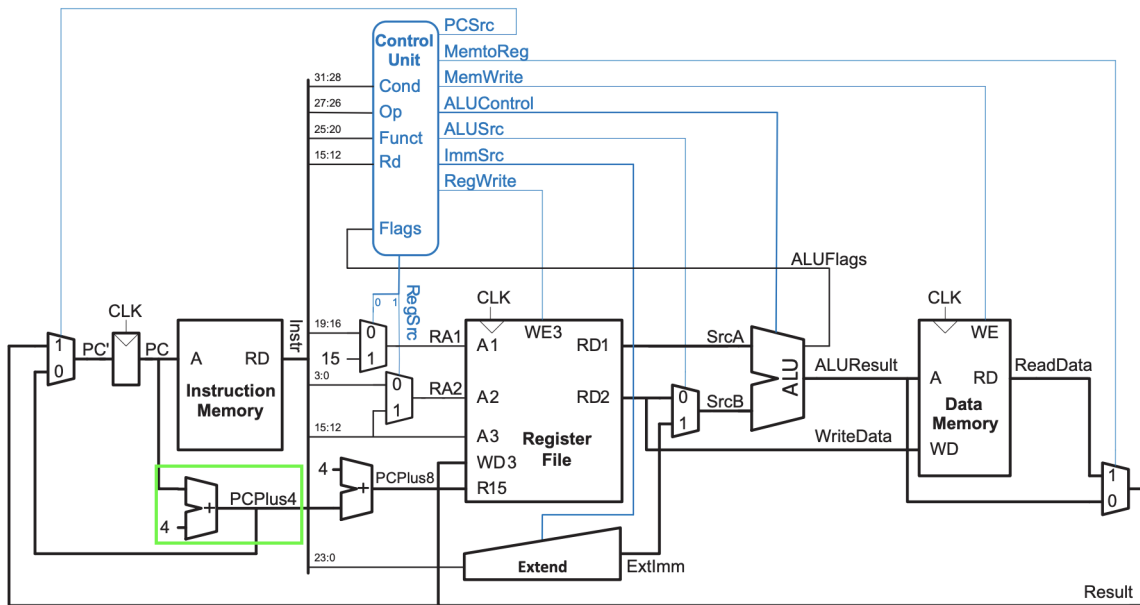 PCSrc
Control
Unit
MemtoReg
MemWrite
31:28
Cond
27:26
Op
ALUControl
25:20
Funct
ALUSrc
15:12
Rd
ImmSrc
RegWrite
Flags
ALUFlags
0 1
RegSrc
CLK
CLK
CLK
Instr
19:16
0
RA1
WE3
WE
1
PC'
PC
A
RD
15
1
A1
RD1
SrcA
ALU
0
Instruction
Memory
3:0
0
RA2
A2
RD2
0
SrcB
ALUResult
A
RD
ReadData
1
1
Data
Memory
15:12
A3
Register
File
WriteData
WD
4
WD3
PCPlus4
+
4
+
PCPlus8
R15
1
0
4
23:0
Extend
ExtImm
Result